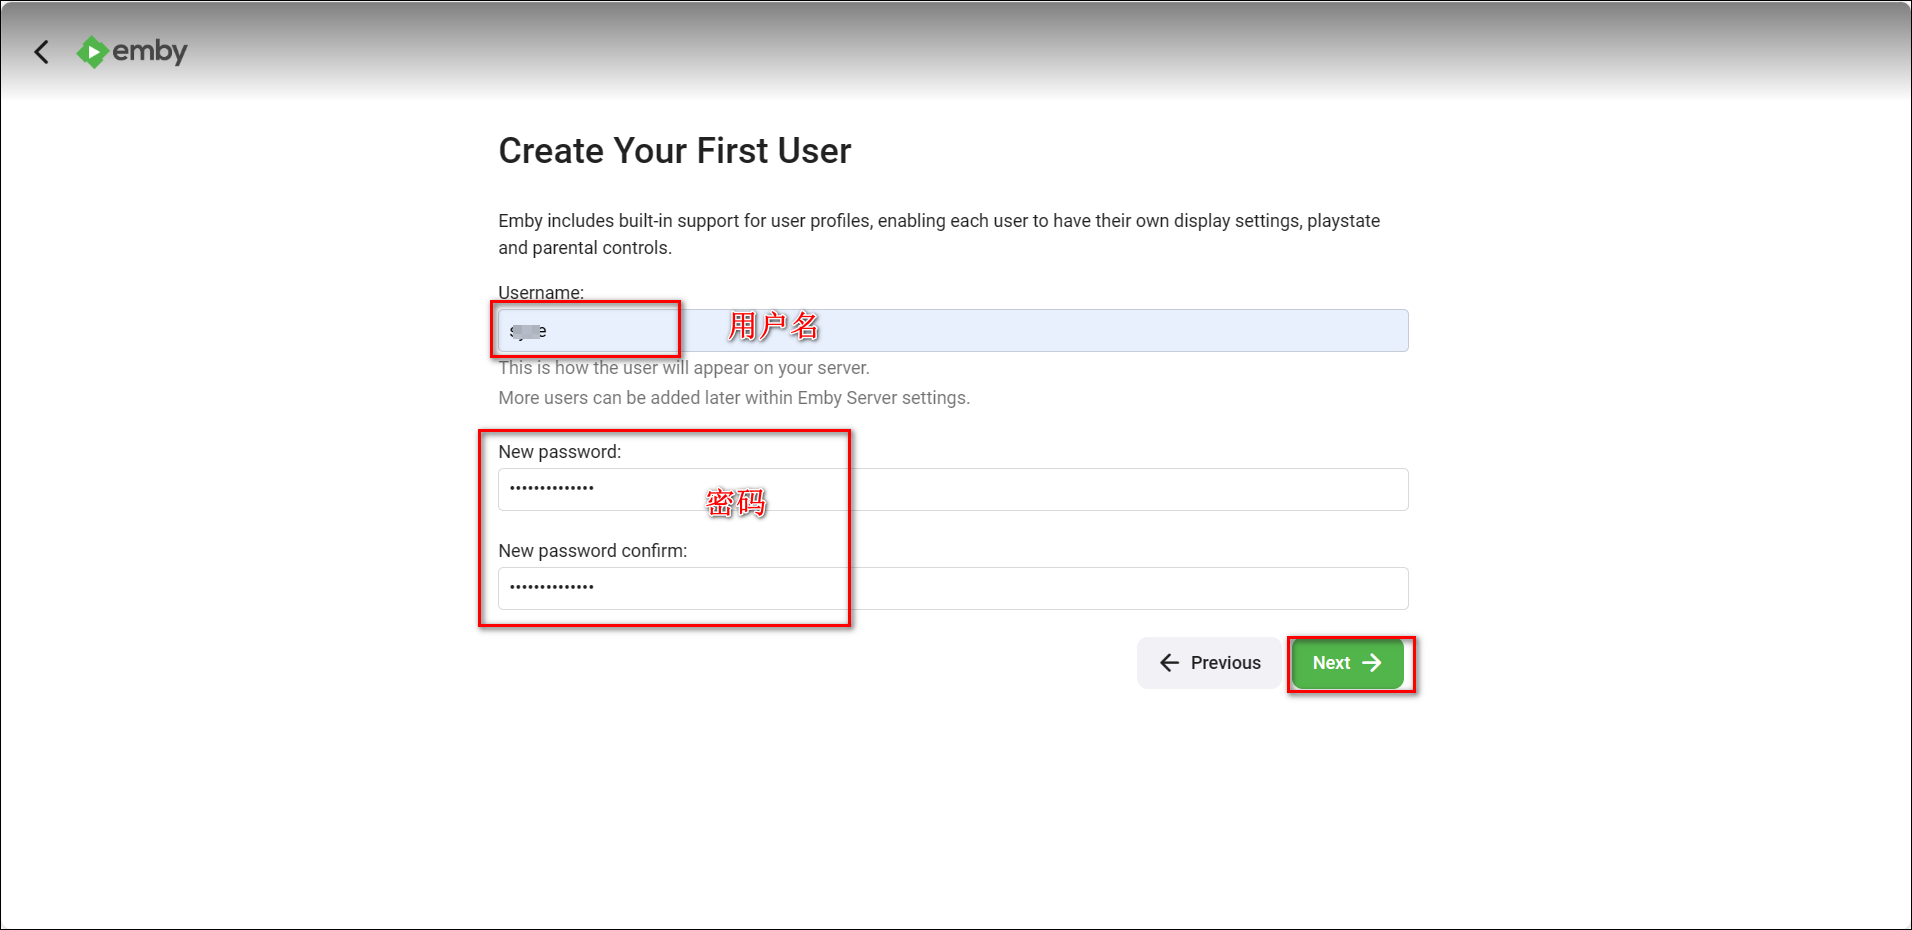 emby
Create Your First User
Emby includes built-in support for user profiles, enabling each user to have their own display settings, playstate
and parental controls.
Username:
用户名
This is how the user will appear on your server.
More users can be added later within Emby Server settings.
New password:
••••••••••••••
密码
New password confirm:
••••••••••••••
Previous
Next